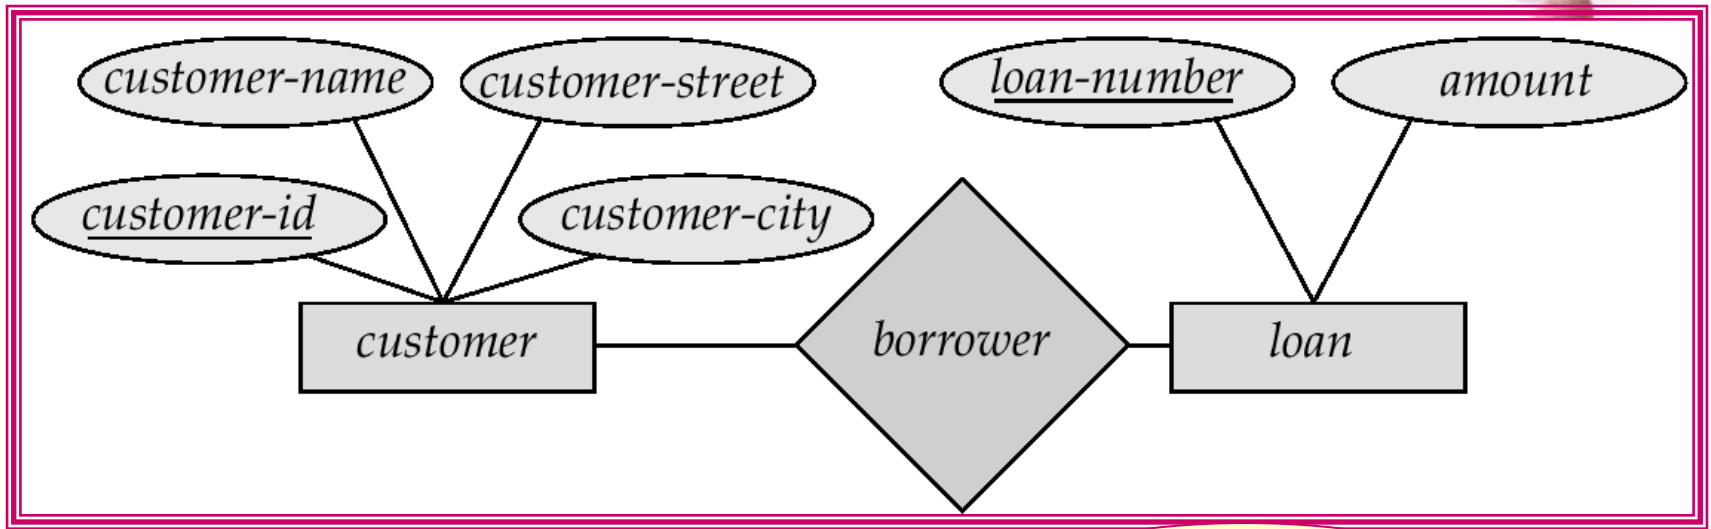 customer-name
customer-street
loan-number
amount
customer-id
customer-city
customer
borrower
loan